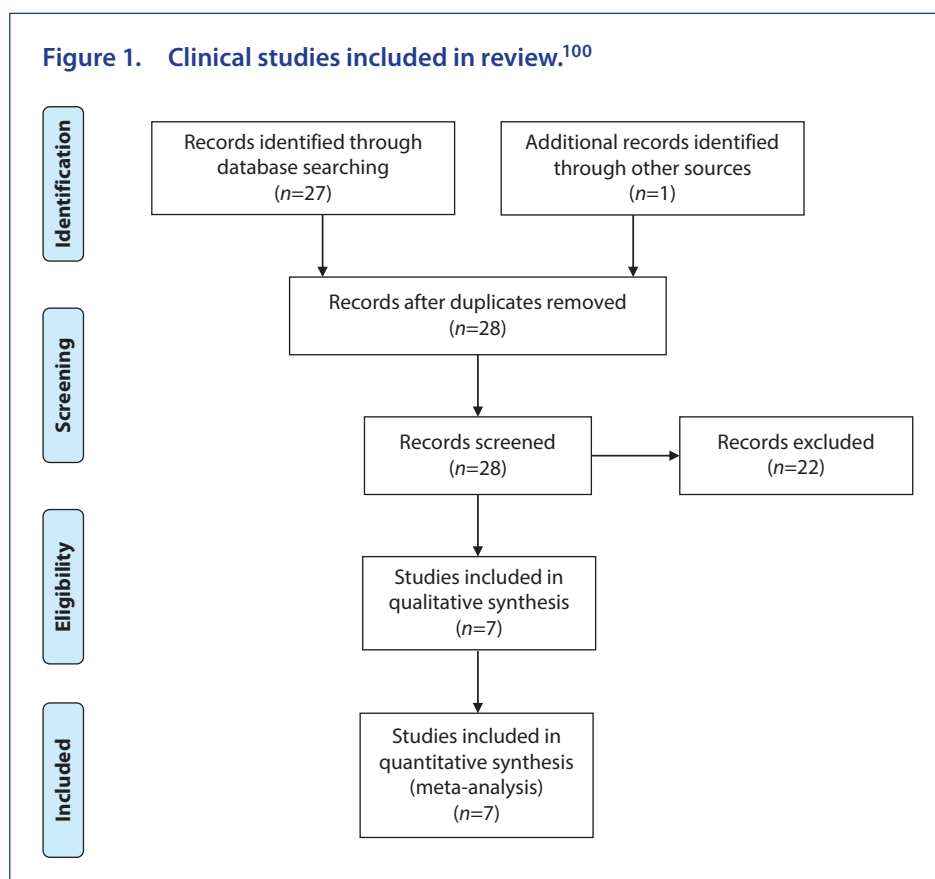 Figure 1. Clinical studies included in review.100
Identification
Records identified through
database searching
(n=27)
Additional records identified
through other sources
(n=1)
Records after duplicates removed
(n=28)
Screening
Records screened
(n=28)
Records excluded
(n=22)
Eligibility
Studies included in
qualitative synthesis
(n=7)
Included
Studies included in
quantitative synthesis
(meta-analysis)
(n=7)